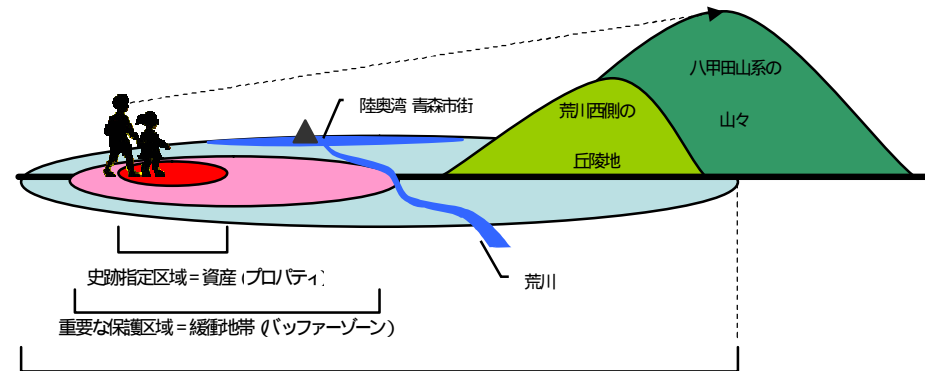 八甲田山系の
山々
陸奥湾 青森市街
荒川西側の
丘陵地
荒川
史跡指定区域＝資産（プロパティ）
重要な保護区域＝緩衝地帯（バッファーゾーン）